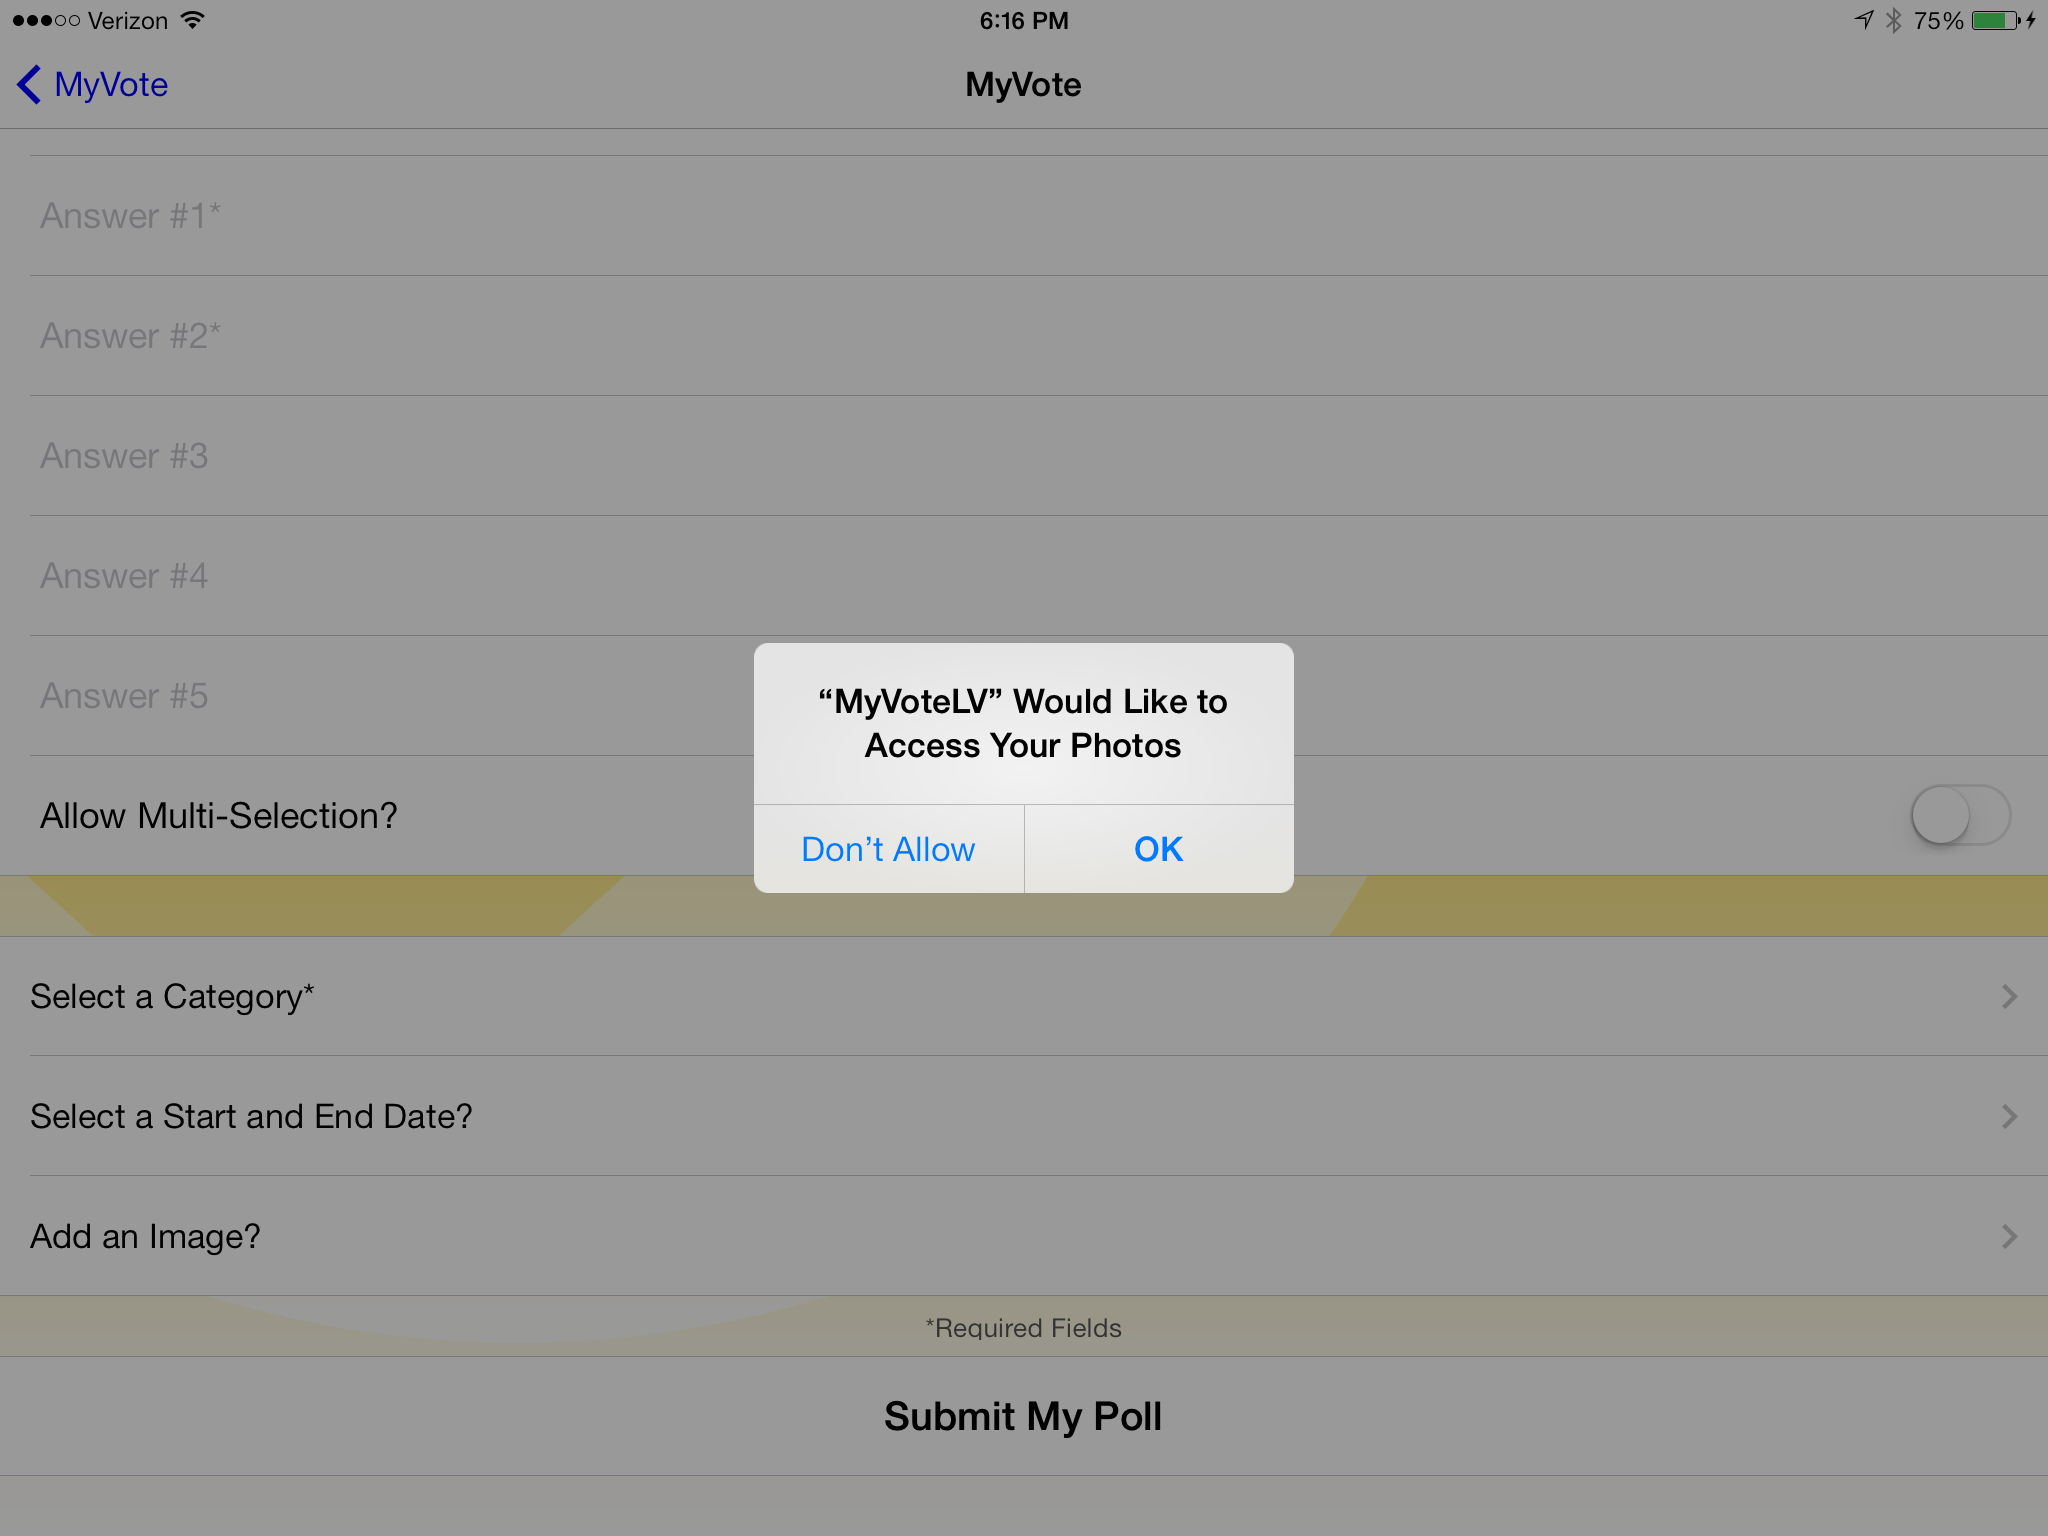 Verizon
6:16 PM
75%
MyVote
MyVote
Answer #1*
Answer #2*
Answer #3
Answer #4
Answer #5
Allow Multi-Selection?
“MyVoteLV” Would Like to
Access Your Photos
Don’t Allow
OK
Select a Category*
Select a Start and End Date?
Add an Image?
*Required Fields
Submit My Poll